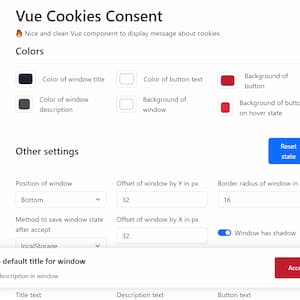 Vue Cookies Consent
🔥 Nice and clean Vue component to display message about cookies
Colors
Color of window title
Color of button text
Background of
button
Color of window
description
Background of
window
Background of butto
on hover state
Other settings
Reset
state
Position of window
Offset of window by Y in px
Border radius of window in
Bottom
32
16
Method to save window state
after accept
Offset of window by X in px
32
Window has shadow
localStorage
default title for window
description in window
Acc
Title text
Description text
Button text